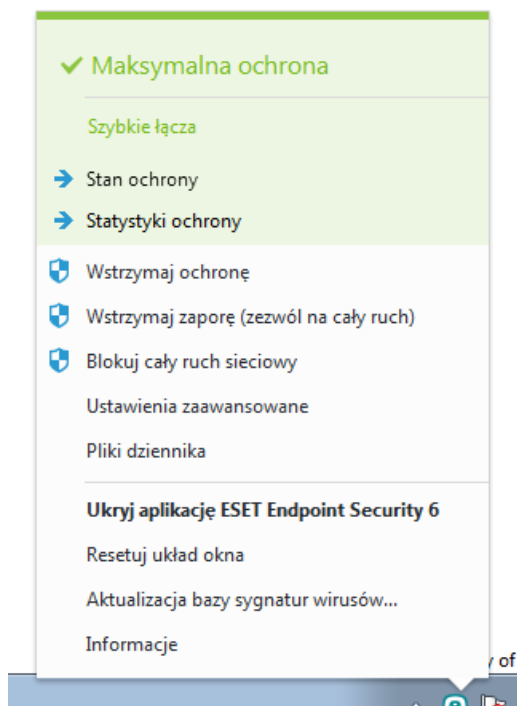 Maksymalna ochrona
Szybkie łącza
Stan ochrony
Statystyki ochrony
Wstrzymaj ochronę
Wstrzymaj zaporę (zezwól na cały ruch)
Blokuj cały ruch sieciowy
Ustawienia zaawansowane
Pliki dziennika
Ukryj aplikację ESET Endpoint Security 6
Resetuj układ okna
Aktualizacja bazy sygnatur wirusów...
Informacje
of